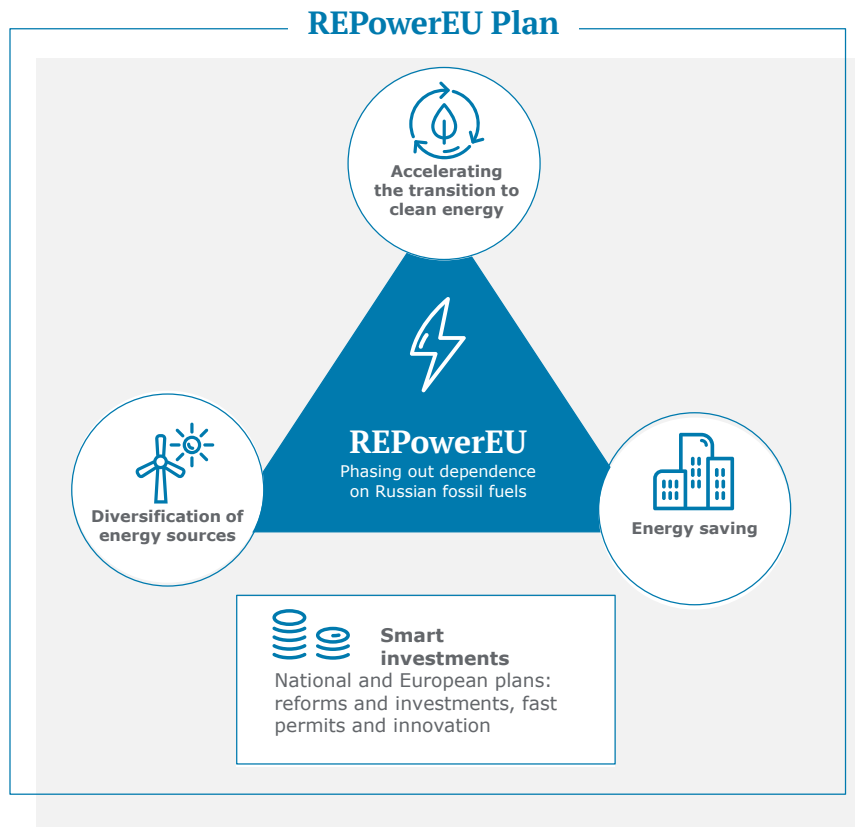 REPowerEU Plan
Accelerating
the transition to
clean energy
REPowerEU
Phasing out dependence
on Russian fossil fuels
Diversification of
energy sources
Energy saving
Smart
investments
National and European plans:
reforms and investments, fast
permits and innovation